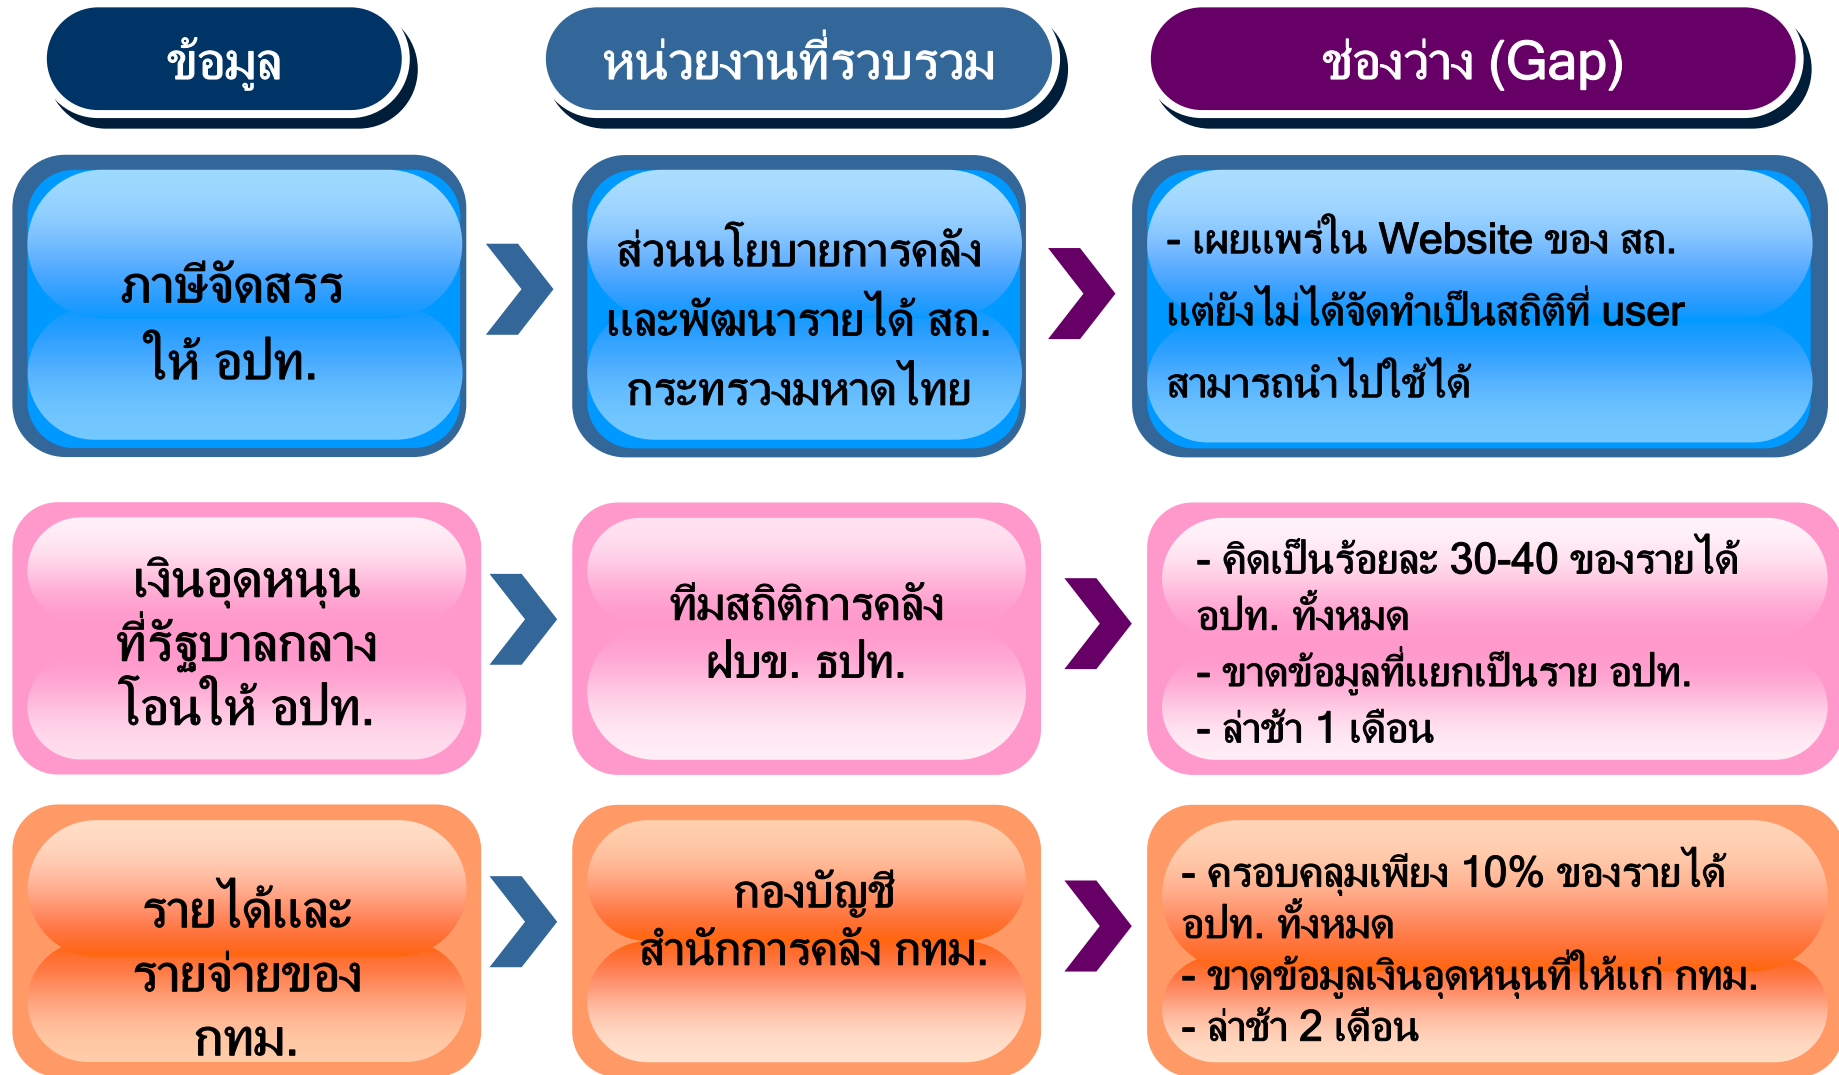 ข้อมูล
หน่วยงานที่รวบรวม
ช่องว่าง (Gap)
ภาษีจัดสรร
ให้ อปท.
ส่วนนโยบายการคลัง
และพัฒนารายได้ สถ.
กระทรวงมหาดไทย
- เผยแพร่ใน Website ของ สถ.
แต่ยังไม่ได้จัดทำเป็นสถิติที่ user
สามารถนำไปใช้ได้
เงินอุดหนุน
ที่รัฐบาลกลาง
โอนให้ อปท.
ทีมสถิติการคลัง
ฝบข. ธปท.
- คิดเป็นร้อยละ 30-40 ของรายได้
อปท. ทั้งหมด
- ขาดข้อมูลที่แยกเป็นราย อปท.
- ล่าช้า 1 เดือน
รายได้และ
รายจ่ายของ
กทม.
กองบัญชี
สำนักการคลัง กทม.
- ครอบคลุมเพียง 10% ของรายได้
อปท. ทั้งหมด
- ขาดข้อมูลเงินอุดหนุนที่ให้แก่ กทม.
- ล่าช้า 2 เดือน